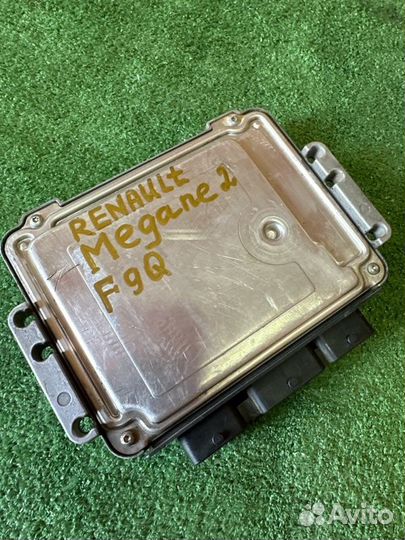 RENAULT
Megane 2
F9Q
Avito